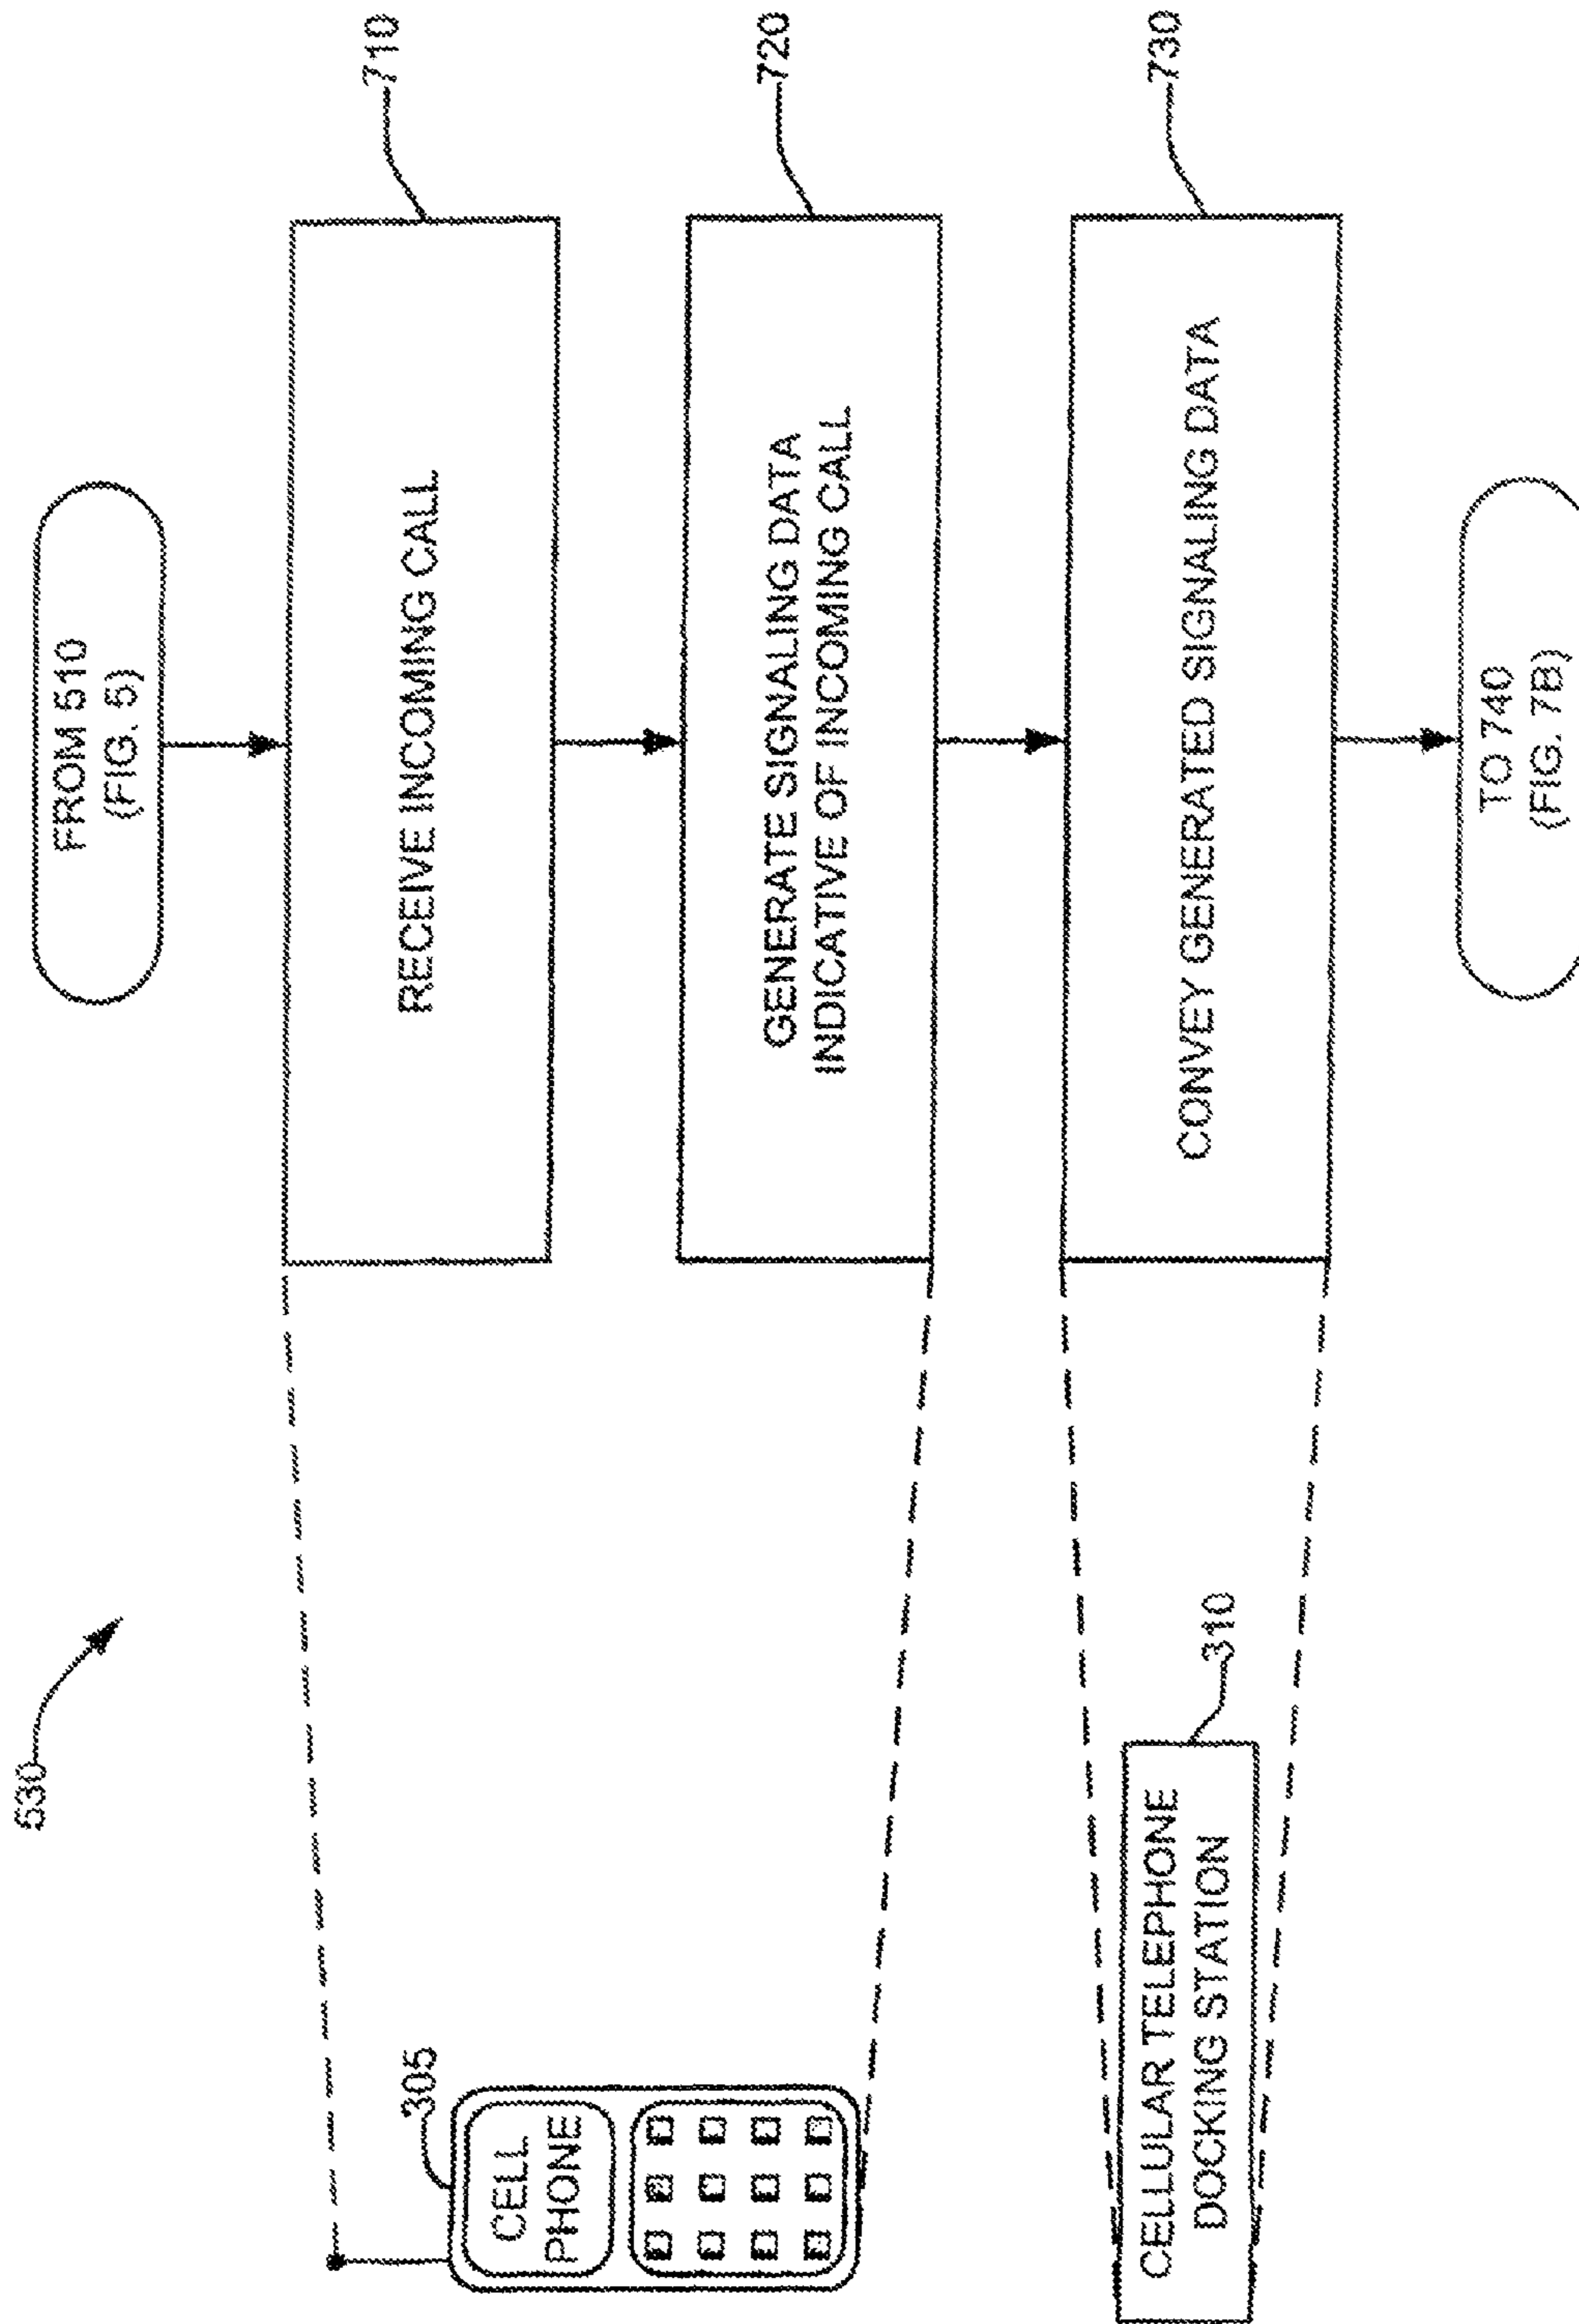 530
FROM 510
(FIG. 5)
RECEIVE INCOMING CALL
710
305
CELL
PHONE
GENERATE SIGNALING DATA
INDICATIVE OF INCOMING CALL
720
310
CELLULAR TELEPHONE
DOCKING STATION
CONVEY GENERATED SIGNALING DATA
730
TO 740
(FIG. 7B)